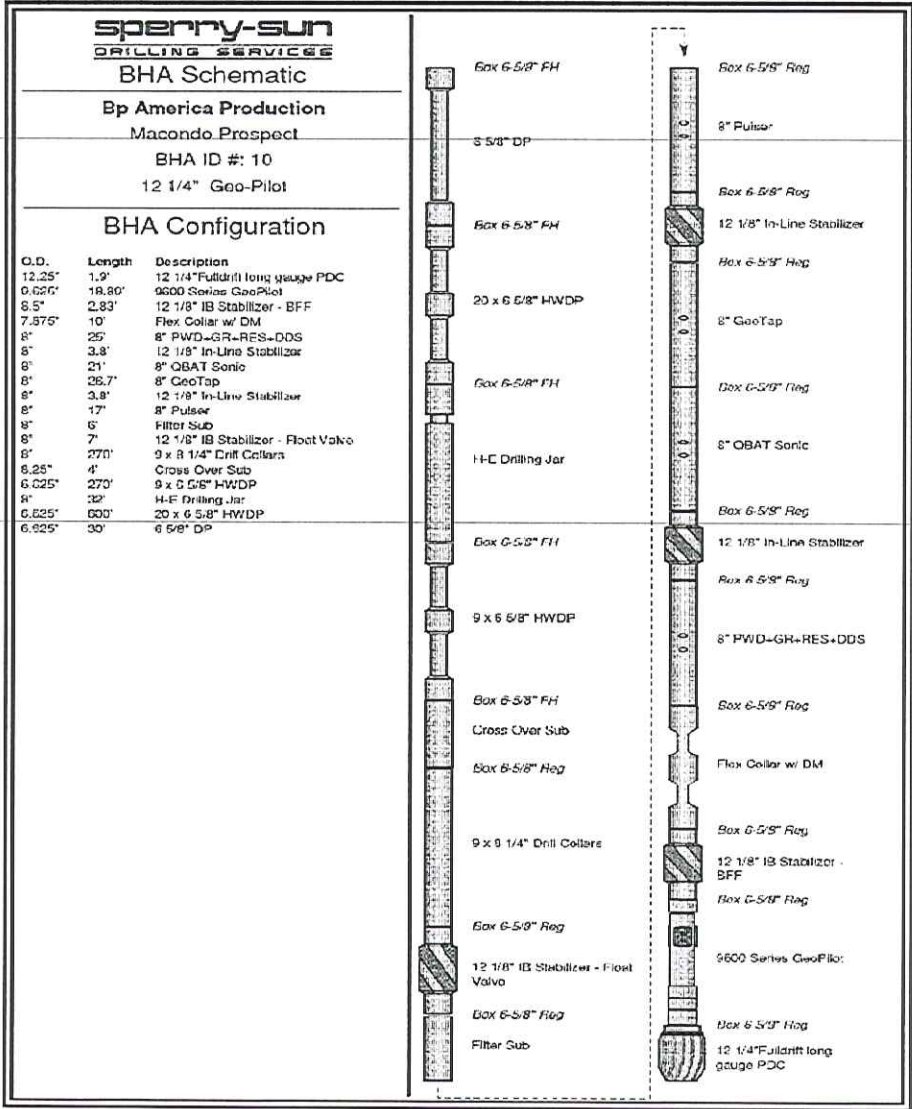 sperry-sun
DRILLING SERVICES
BHA Schematic
Bp America Production
Macondo Prospect
BHA ID #: 10
12 1/4" Geo-Pilot
BHA Configuration
O.D. Length Description
12.25" 1.9' 12 1/4"Fulldrift long gauge PDC
9.625" 19.80' 9600 Series GeoPilot
8.5" 2.83' 12 1/8" IB Stabilizer - BFF
7.875" 10' Flex Collar w/ DM
8" 25' 8" PWD+GR+RES+DDS
8" 3.8' 12 1/8" In-Line Stabilizer
8" 21' 8" QBAT Sonic
8" 26.7' 8" GeoTap
8" 3.8' 12 1/8" In-Line Stabilizer
8" 17' 8" Pulser
8" 6' Filter Sub
8" 7' 12 1/8" IB Stabilizer - Float Valve
8" 270' 9 x 8 1/4" Drill Collars
8.25" 4' Cross Over Sub
6.625" 270' 9 x 6 5/8" HWDP
8" 32' H-E Drilling Jar
6.625" 600' 20 x 6 5/8" HWDP
6.625" 30' 6 5/8" DP
Box 6-5/8" FH
DP
Box 6-5/8" FH
20 x 6 5/8" HWDP
Box 6-5/8" FH
H-E Drilling Jar
Box 6-5/8" FH
9 x 6 5/8" HWDP
Box 6-5/8" FH
Cross Over Sub
Box 6-5/8" Reg
9 x 8 1/4" Drill Collars
Box 6-5/8" Reg
12 1/8" IB Stabilizer - Float
Valve
Box 6-5/8" Reg
Filter Sub
Box 6-5/8" Reg
8" Pulser
Box 6-5/8" Reg
12 1/8" In-Line Stabilizer
Box 6-5/8" Reg
8" GeoTap
Box 6-5/8" Reg
8" QBAT Sonic
Box 6-5/8" Reg
12 1/8" In-Line Stabilizer
Box 6-5/8" Reg
8" PWD+GR+RES+DDS
Box 6-5/8" Reg
Flex Collar w/ DM
Box 6-5/8" Reg
12 1/8" IB Stabilizer -
BFF
Box 6-5/8" Reg
9600 Series GeoPilot
Box 6-5/8" Reg
12 1/4"Fulldrift long
gauge PDC